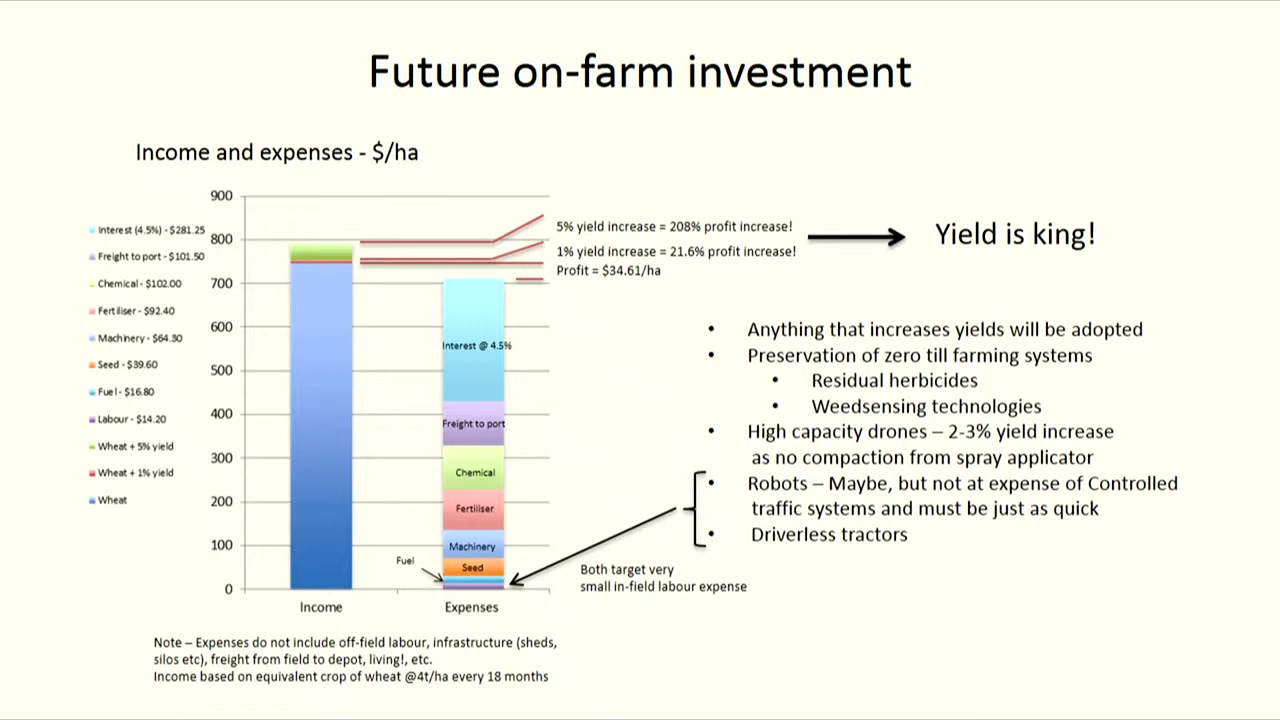 Future on-farm investment
Income and expenses - $/ha
900
800
700
600
500
400
300
200
100
0
Interest (4.5%) - $281.25
Freight to port - $101.50
Chemical - $102.00
Fertiliser - $92.40
Machinery - $64.30
Seed - $39.60
Fuel - $16.80
Labour - $14.20
Wheat + 5% yield
Wheat + 1% yield
Wheat
Interest @ 4.5%
Freight to port
Chemical
Fertiliser
Machinery
Seed
Fuel
Income
Expenses
5% yield increase = 208% profit increase!
1% yield increase = 21.6% profit increase!
Profit = $34.61/ha
Yield is king!
• Anything that increases yields will be adopted
• Preservation of zero till farming systems
• Residual herbicides
• Weedsensing technologies
• High capacity drones – 2-3% yield increase
as no compaction from spray applicator
• Robots – Maybe, but not at expense of Controlled
traffic systems and must be just as quick
• Driverless tractors
Both target very
small in-field labour expense
Note – Expenses do not include off-field labour, infrastructure (sheds,
silos etc), freight from field to depot, living!, etc.
Income based on equivalent crop of wheat @4t/ha every 18 months